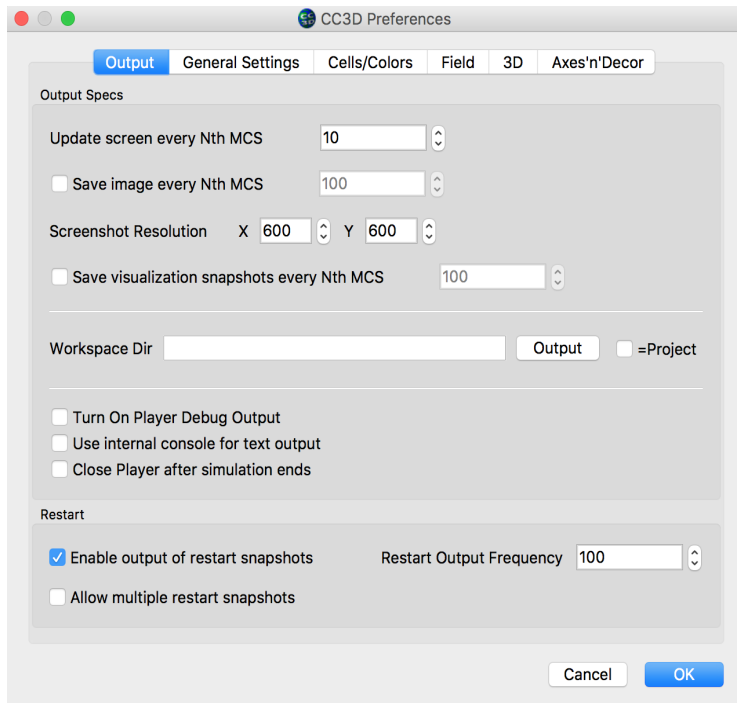 CC3D Preferences
Output General Settings Cells/Colors Field 3D Axes'n'Decor
Output Specs
Update screen every Nth MCS 10
Save image every Nth MCS 100
Screenshot Resolution X 600 Y 600
Save visualization snapshots every Nth MCS 100
Workspace Dir Output =Project
Turn On Player Debug Output
Use internal console for text output
Close Player after simulation ends
Restart
Enable output of restart snapshots Restart Output Frequency 100
Allow multiple restart snapshots
Cancel OK